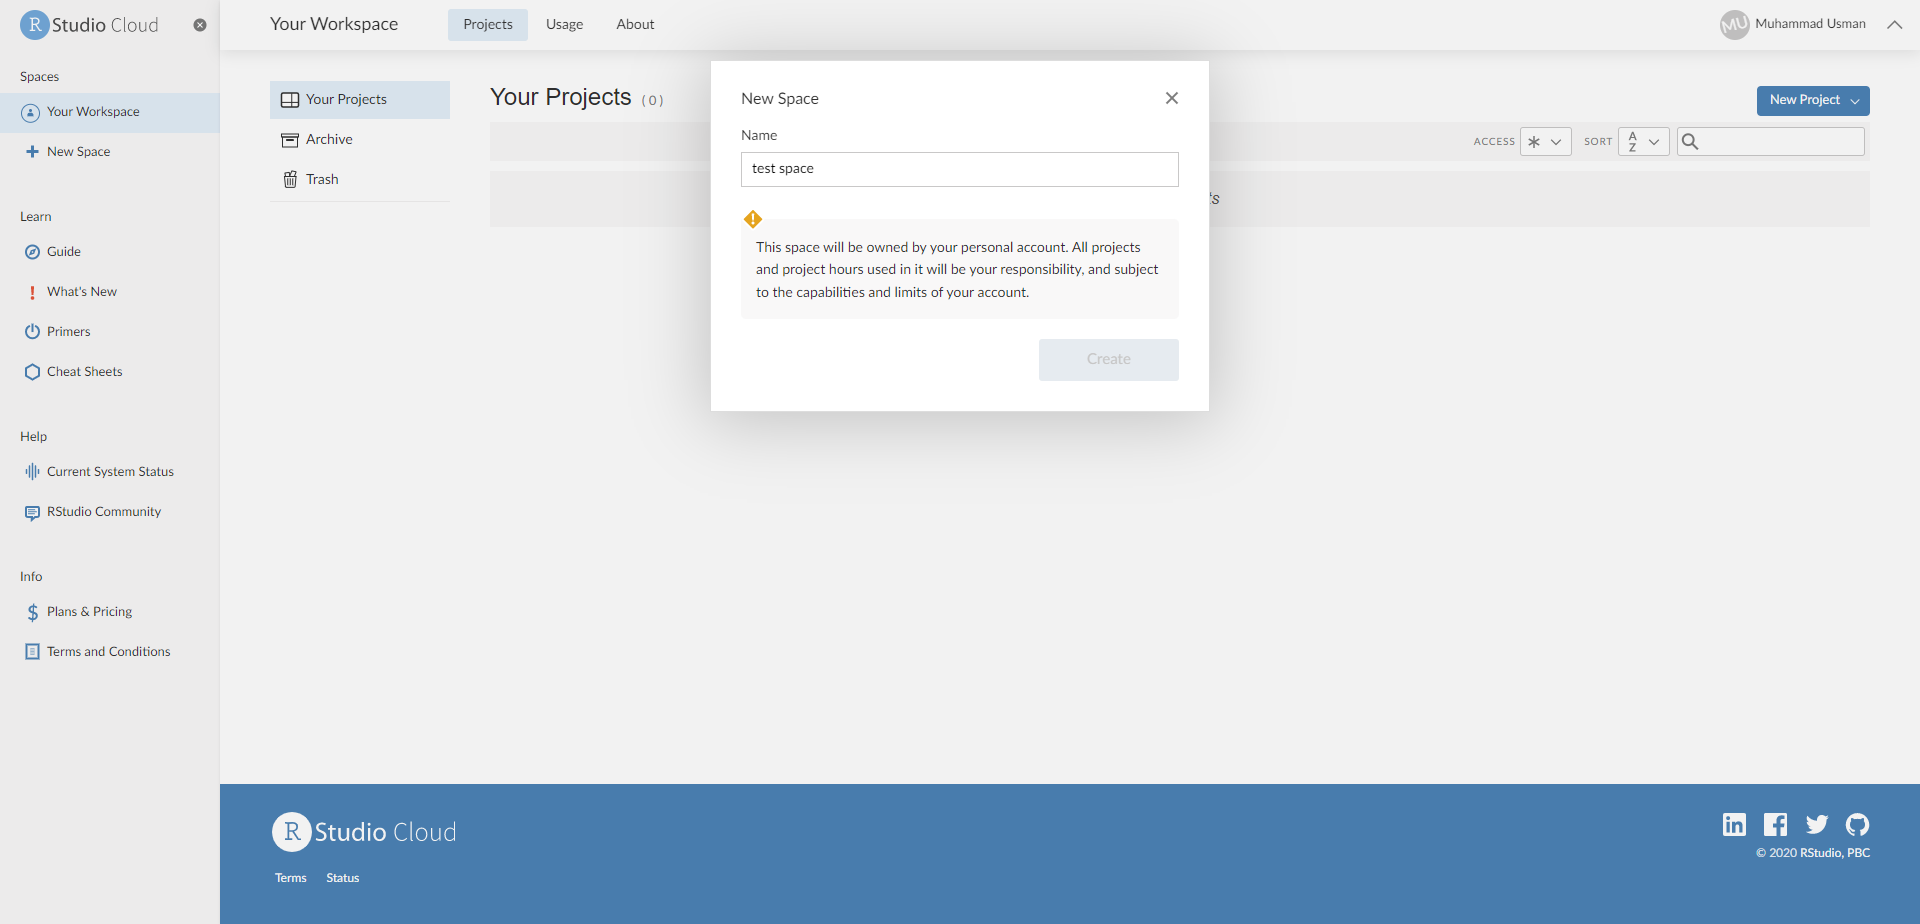 R Studio Cloud
Spaces
Your Workspace
New Space
Learn
Guide
What's New
Primers
Cheat Sheets
Help
Current System Status
RStudio Community
Info
Plans & Pricing
Terms and Conditions
Your Workspace
Projects
Usage
About
MU
Muhammad Usman
Your Projects
Archive
Trash
Your Projects (0)
New Project
ACCESS
SORT
A
Z
New Space
Name
test space
This space will be owned by your personal account. All projects
and project hours used in it will be your responsibility, and subject
to the capabilities and limits of your account.
Create
R Studio Cloud
Terms
Status
in
© 2020 RStudio, PBC